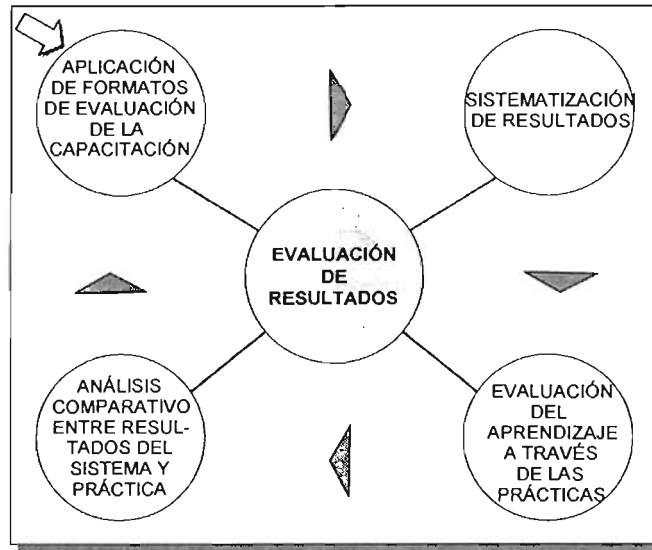 APLICACIÓN
DE FORMATOS
DE EVALUACIÓN
DE LA
CAPACITACIÓN
SISTEMATIZACIÓN
DE RESULTADOS
EVALUACIÓN
DE
RESULTADOS
ANÁLISIS
COMPARATIVO
ENTRE RESUL-
TADOS DEL
SISTEMA Y
PRÁCTICA
EVALUACIÓN
DEL
APRENDIZAJE
A TRAVÉS
DE LAS
PRÁCTICAS